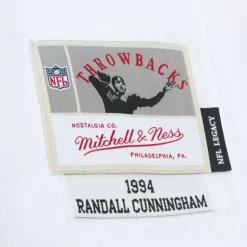 THROWBACKS
NFL
NOSTALGIA CO.
Mitchell & Ness
PHILADELPHIA, PA.
NFL LEGACY
1994
RANDALL CUNNINGHAM